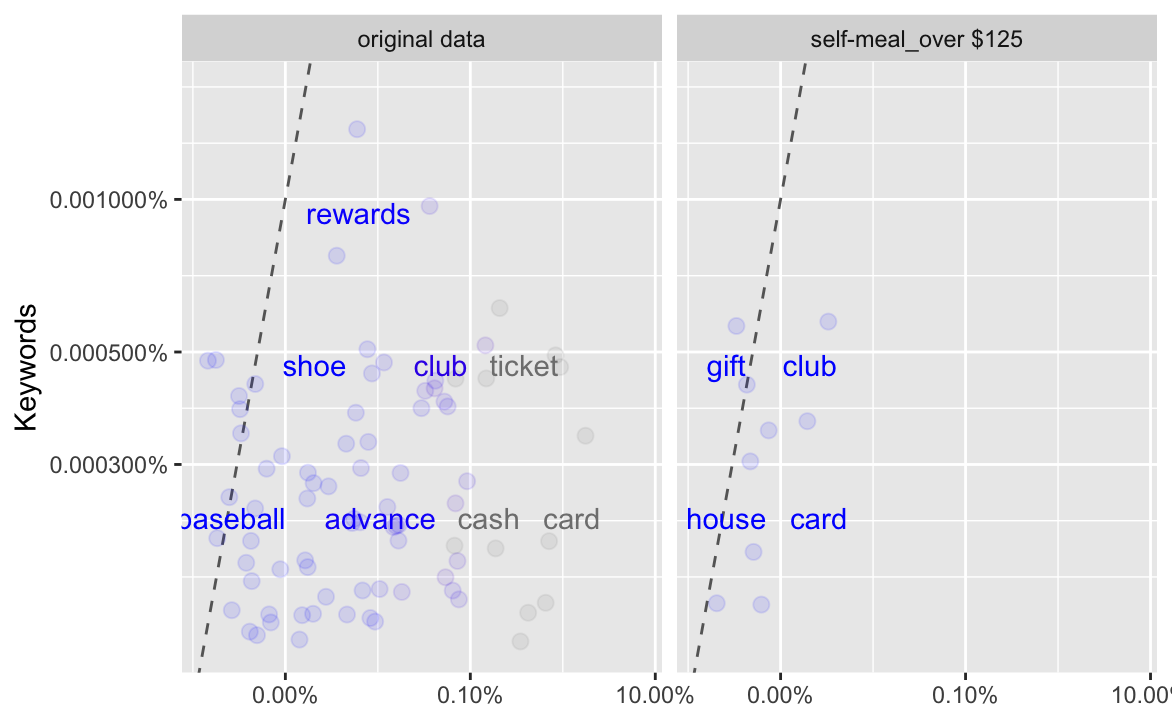 original data
self-meal_over $125
Keywords
0.001000%
0.000500%
0.000300%
rewards
shoe club ticket
baseball advance cash card
gift club
house card
0.00% 0.10% 10.00%
0.00% 0.10% 10.00%